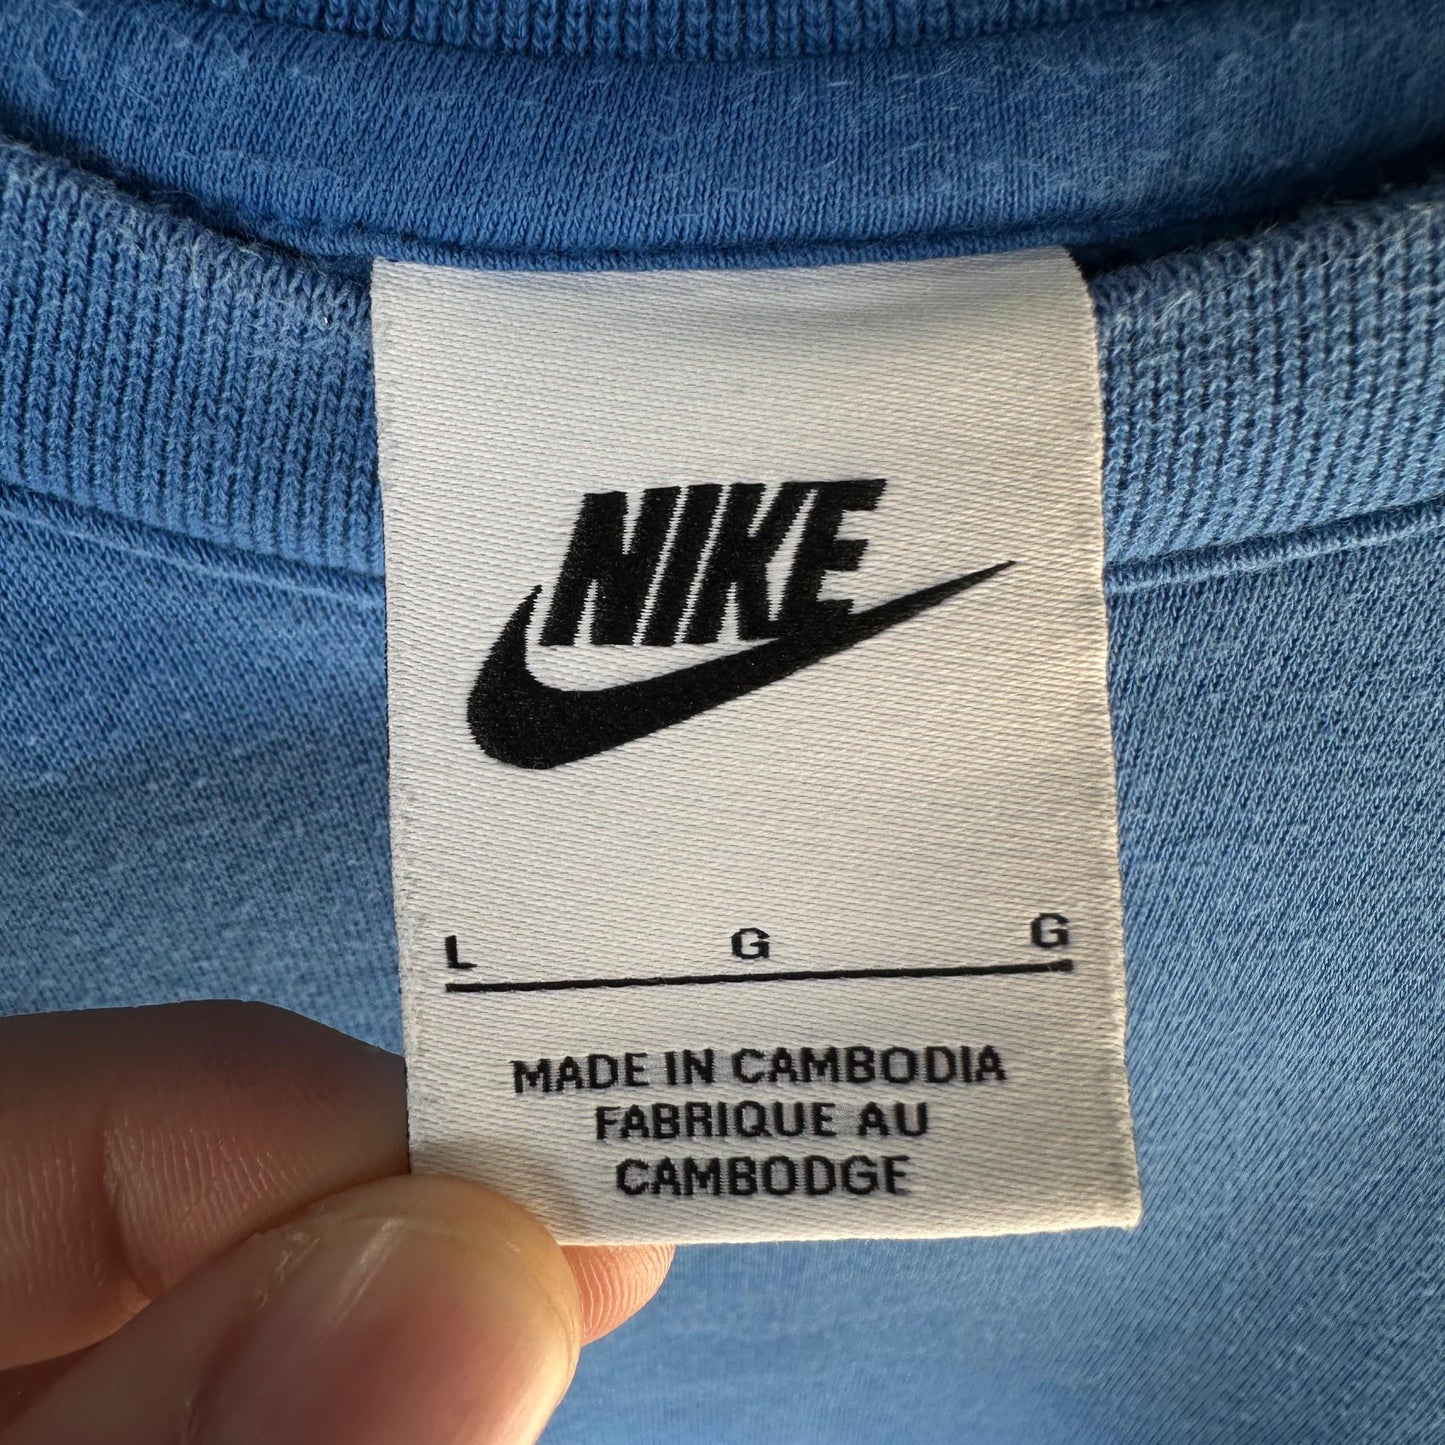 NIKE
L G G
MADE IN CAMBODIA
FABRIQUE AU
CAMBODGE